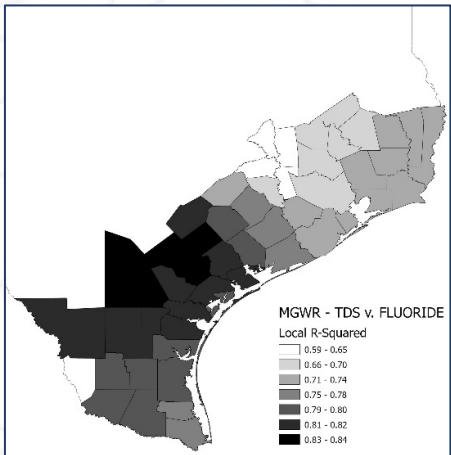 MGWR - TDS v. FLUORIDE
Local R-Squared
0.59 - 0.65
0.66 - 0.70
0.71 - 0.74
0.75 - 0.78
0.79 - 0.80
0.81 - 0.82
0.83 - 0.84